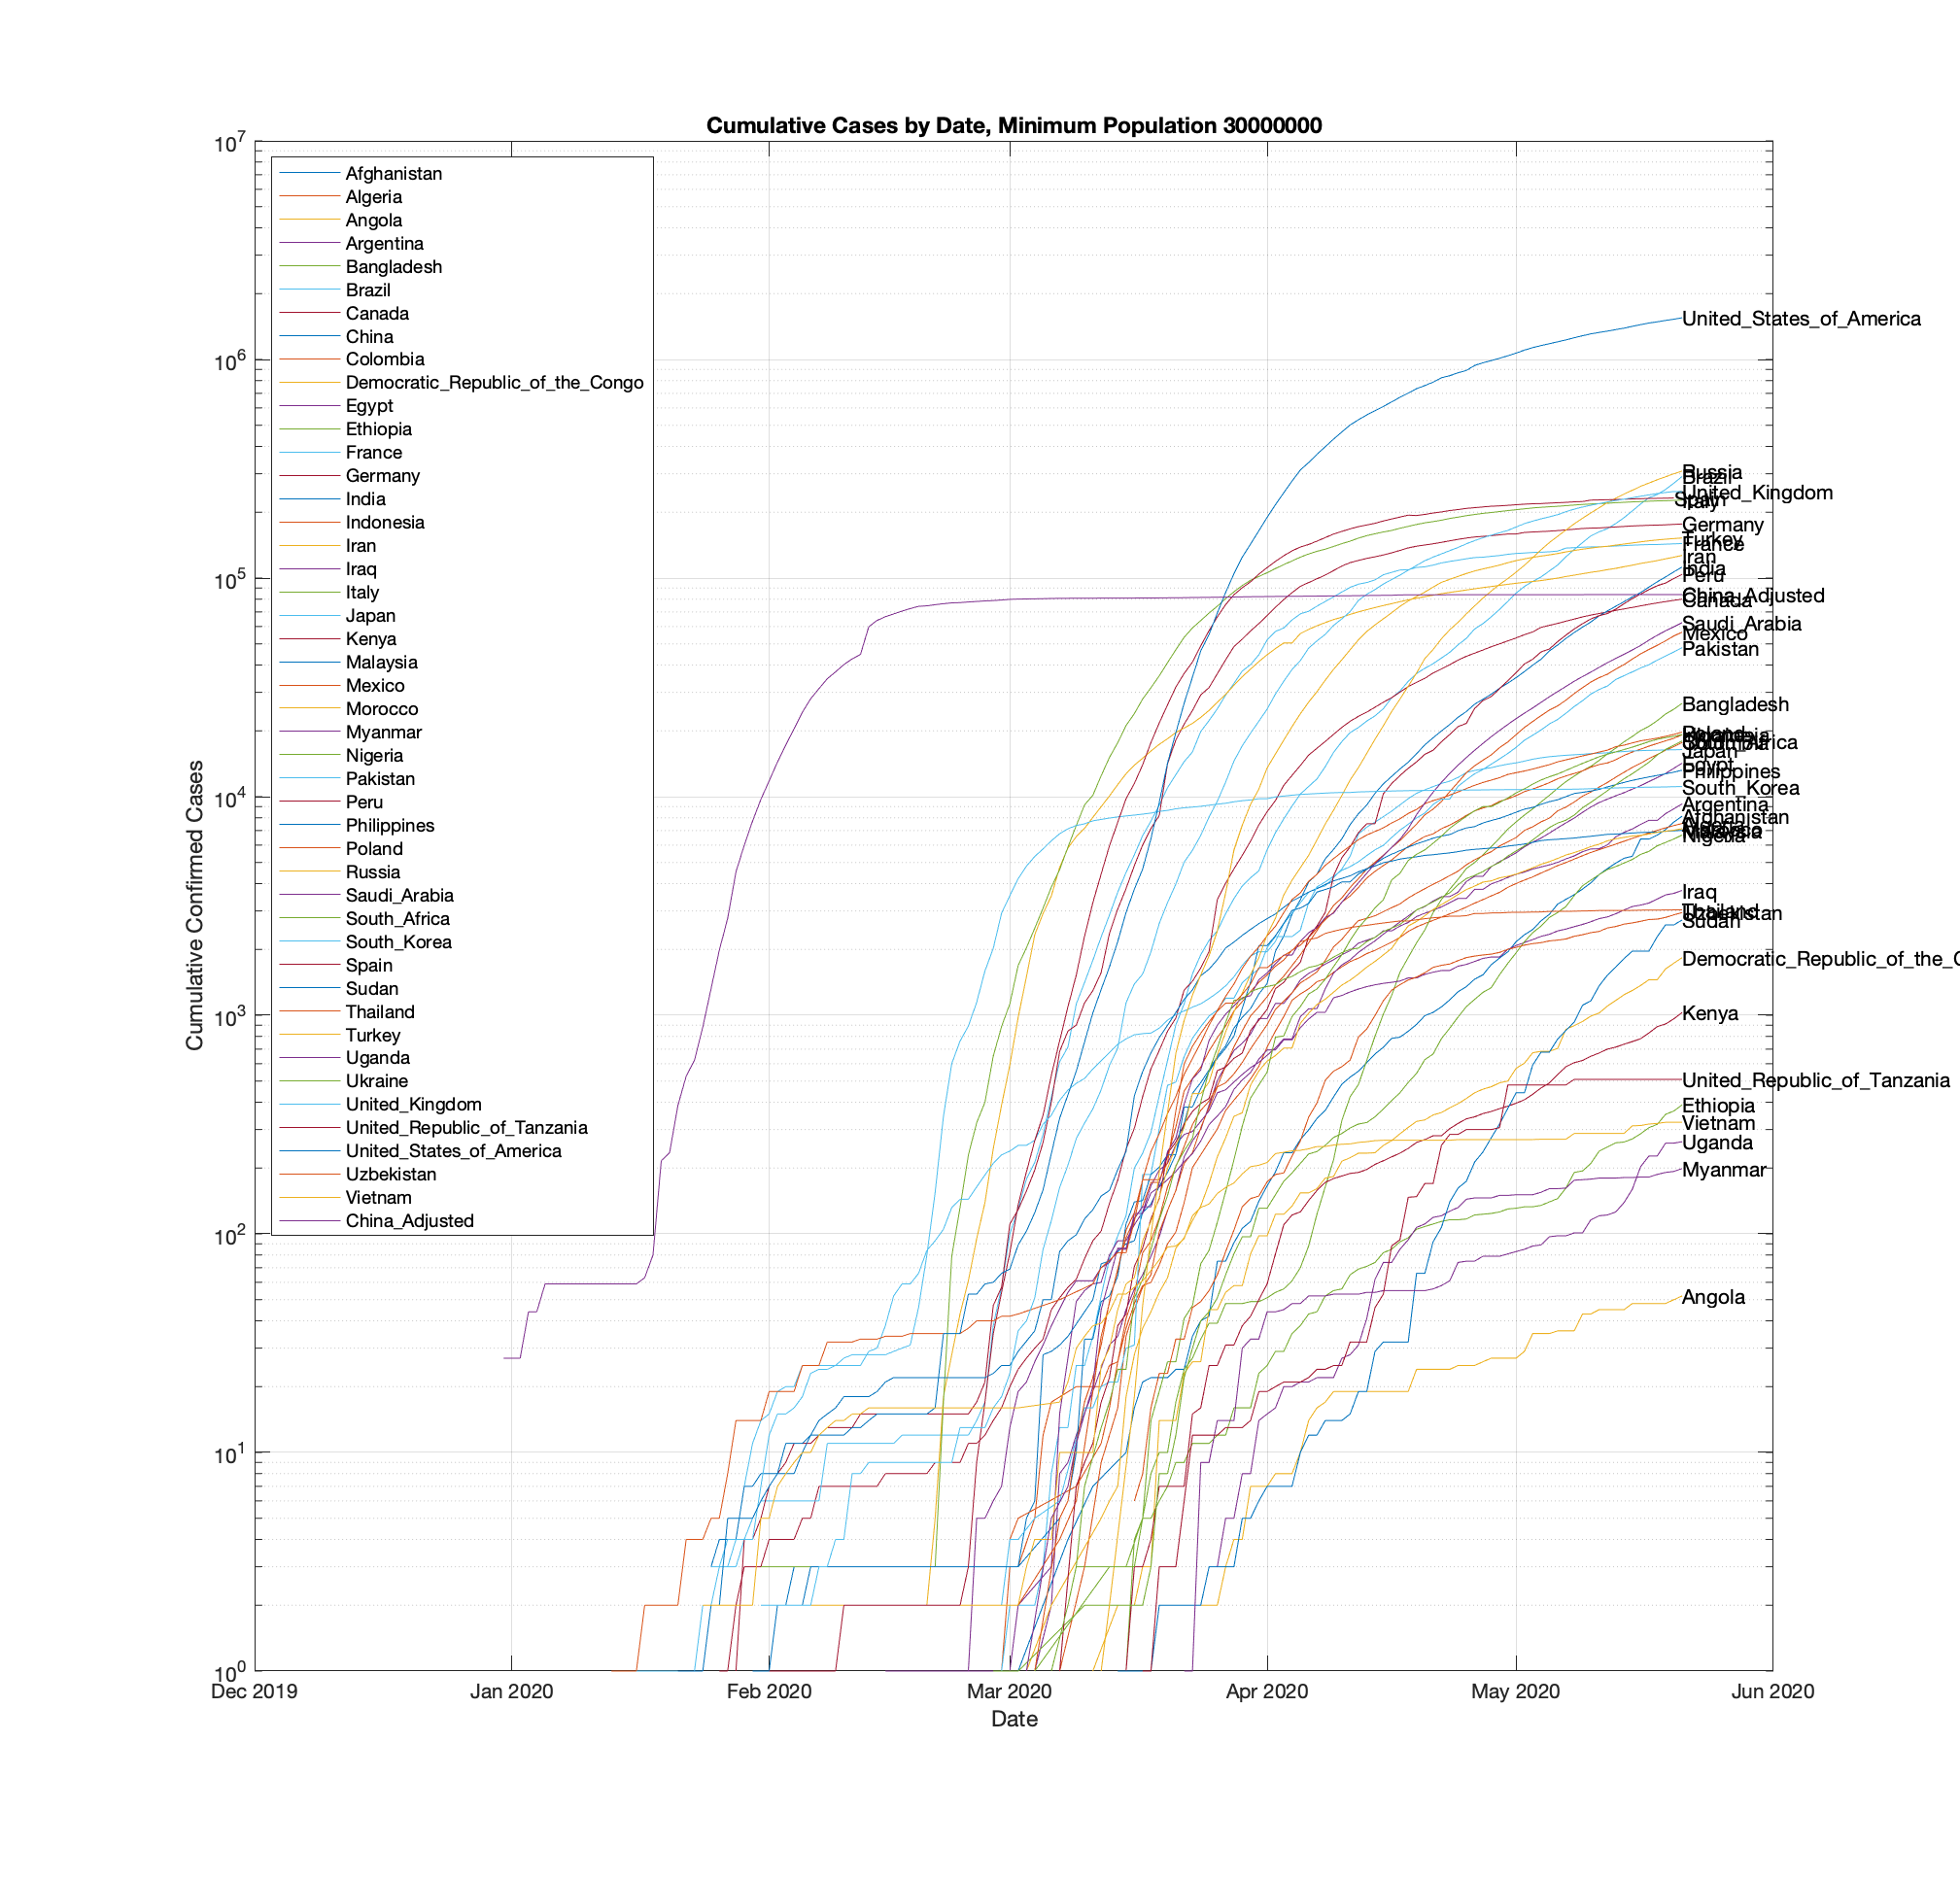 Cumulative Cases by Date, Minimum Population 30000000
10^7
10^6
10^5
10^4
10^3
10^2
10^1
10^0
Cumulative Confirmed Cases
Afghanistan
Algeria
Angola
Argentina
Bangladesh
Brazil
Canada
China
Colombia
Democratic_Republic_of_the_Congo
Egypt
Ethiopia
France
Germany
India
Indonesia
Iran
Iraq
Italy
Japan
Kenya
Malaysia
Mexico
Morocco
Myanmar
Nigeria
Pakistan
Peru
Philippines
Poland
Russia
Saudi_Arabia
South_Africa
South_Korea
Spain
Sudan
Thailand
Turkey
Uganda
Ukraine
United_Kingdom
United_Republic_of_Tanzania
United_States_of_America
Uzbekistan
Vietnam
China_Adjusted
United_States_of_America
Russia
Brazil
United_Kingdom
Spain
Italy
Germany
Turkey
France
Iran
India
Peru
China_Adjusted
Canada
Saudi_Arabia
Mexico
Pakistan
Bangladesh
Poland
South_Africa
Japan
Egypt
Philippines
South_Korea
Argentina
Afghanistan
Algeria
Morocco
Nigeria
Iraq
Thailand
Uzbekistan
Sudan
Democratic_Republic_of_the_C
Kenya
United_Republic_of_Tanzania
Ethiopia
Vietnam
Uganda
Myanmar
Angola
Dec 2019
Jan 2020
Feb 2020
Mar 2020
Apr 2020
May 2020
Jun 2020
Date